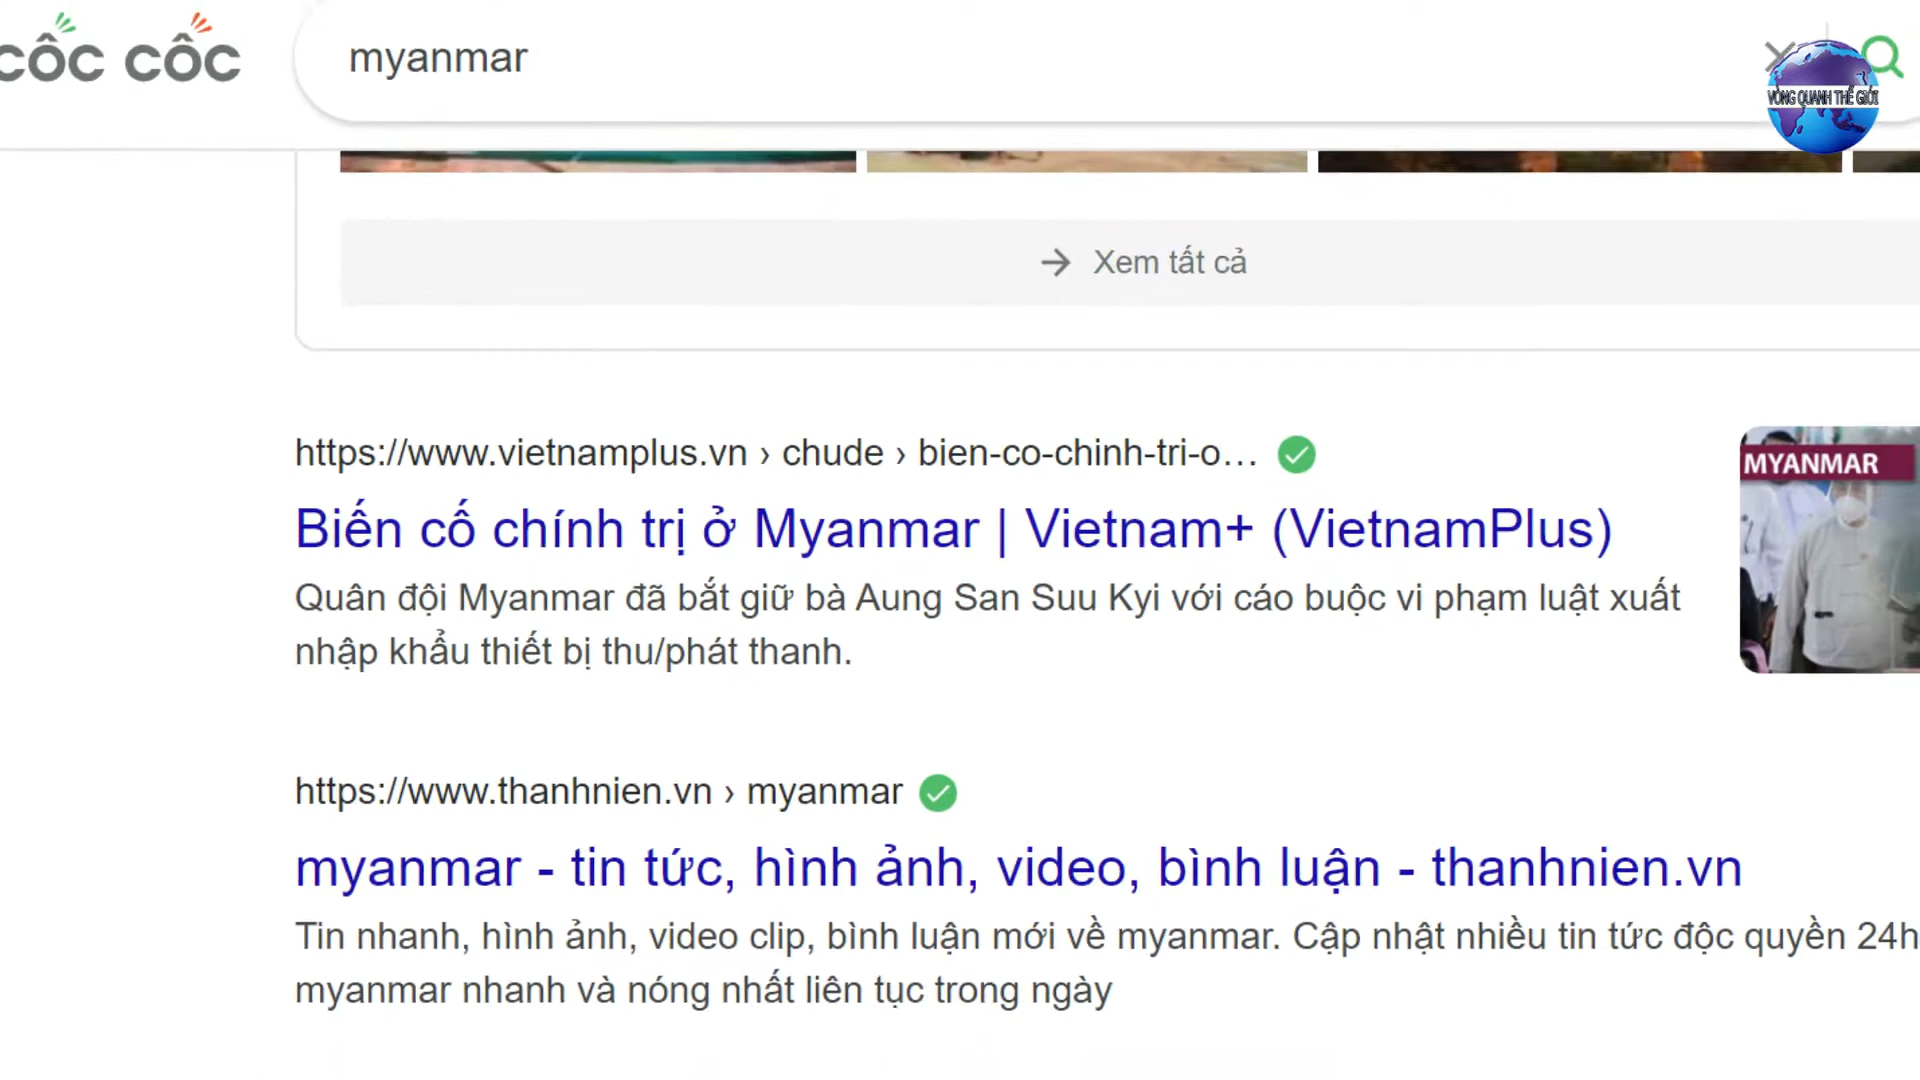 cốc cốc
myanmar
VÒNG QUANH THẾ GIỚI
Xem tất cả
https://www.vietnamplus.vn › chude › bien-co-chinh-tri-o…
Biến cố chính trị ở Myanmar | Vietnam+ (VietnamPlus)
MYANMAR
Quân đội Myanmar đã bắt giữ bà Aung San Suu Kyi với cáo buộc vi phạm luật xuất
nhập khẩu thiết bị thu/phát thanh.
https://www.thanhnien.vn › myanmar
myanmar - tin tức, hình ảnh, video, bình luận - thanhnien.vn
Tin nhanh, hình ảnh, video clip, bình luận mới về myanmar. Cập nhật nhiều tin tức độc quyền 24h
myanmar nhanh và nóng nhất liên tục trong ngày